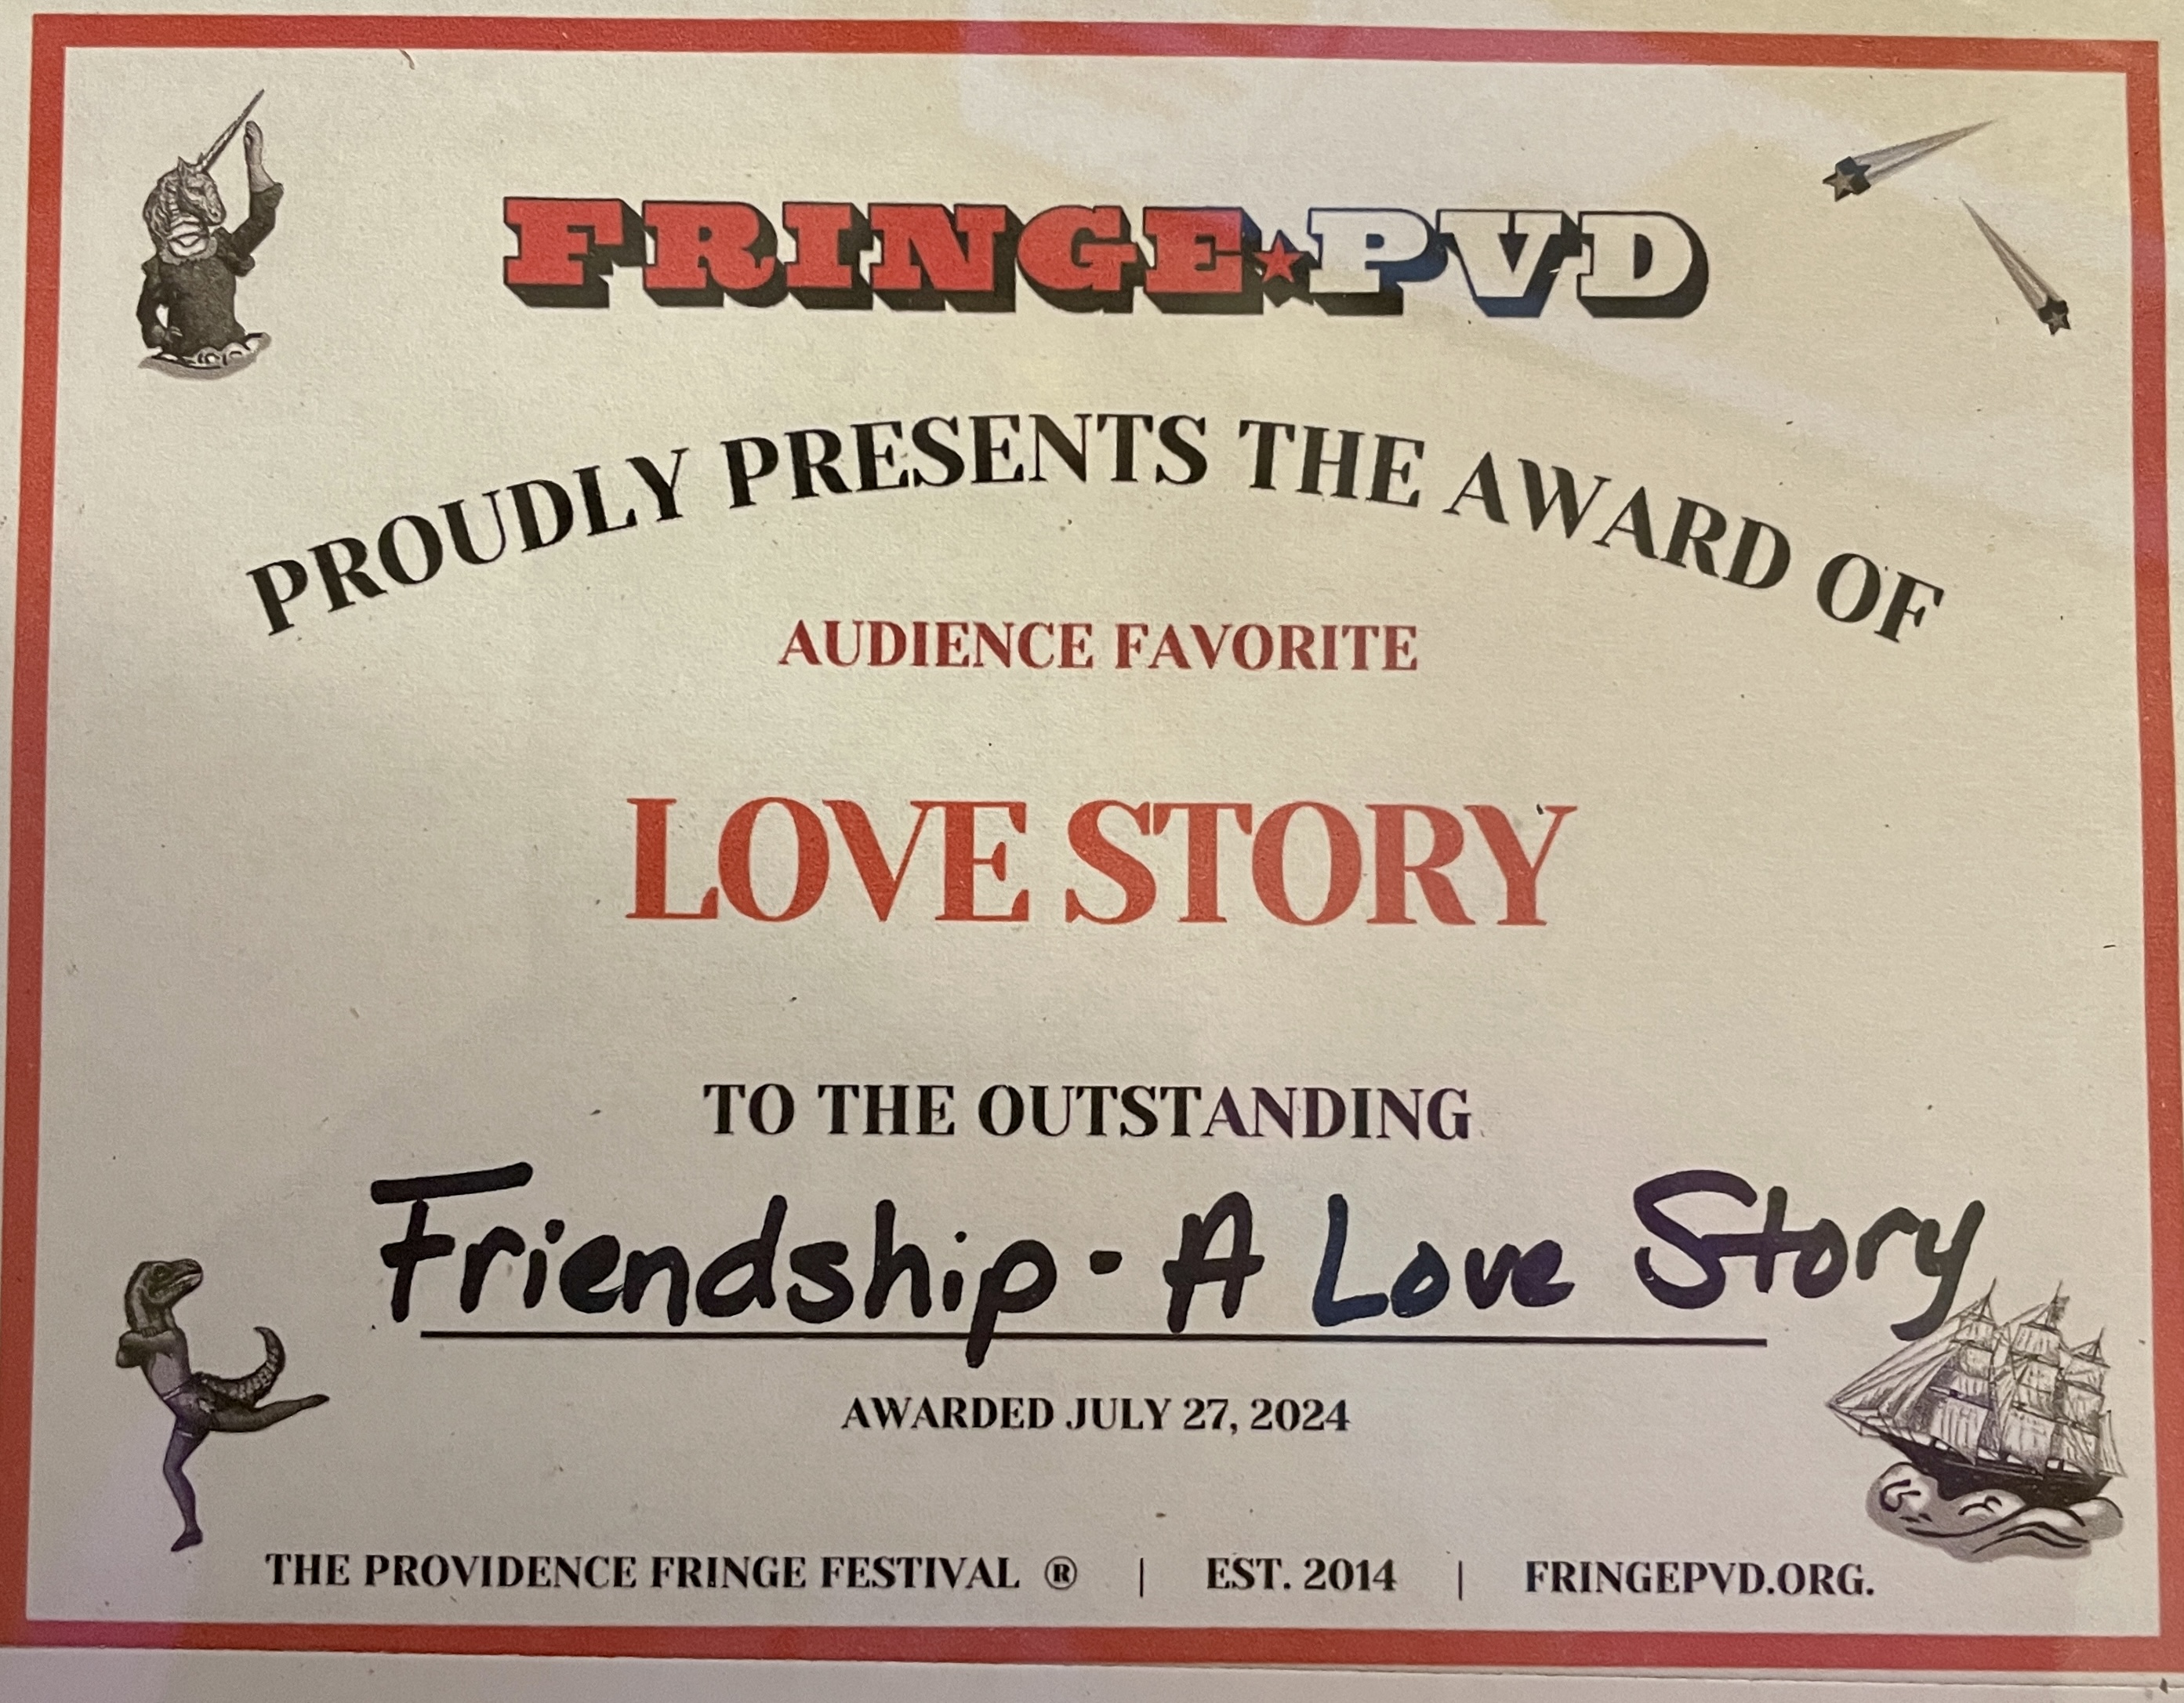 FRINGE★PVD
PROUDLY PRESENTS THE AWARD OF
AUDIENCE FAVORITE
LOVE STORY
TO THE OUTSTANDING
Friendship - A Love Story
AWARDED JULY 27, 2024
THE PROVIDENCE FRINGE FESTIVAL ® | EST. 2014 | FRINGEPVD.ORG.